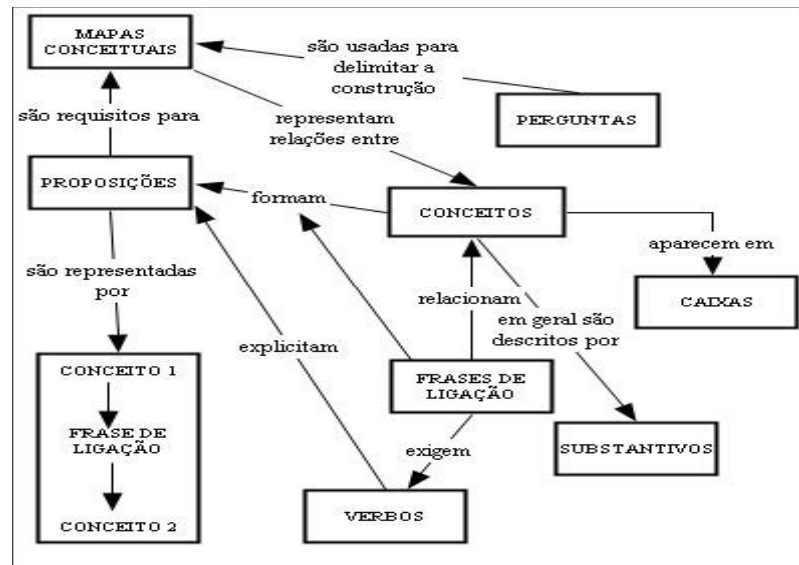 MAPAS
CONCEITUAIS
são usadas para
delimitar a
construção
são requisitos para
representam
relações entre
PERGUNTAS
PROPOSIÇÕES
formam
CONCEITOS
aparecem em
são representadas
por
relacionam
CAIXAS
em geral são
descritos por
explicitam
CONCEITO 1
FRASES DE
LIGAÇÃO
FRASE DE
LIGAÇÃO
exigem
SUBSTANTIVOS
VERBOS
CONCEITO 2